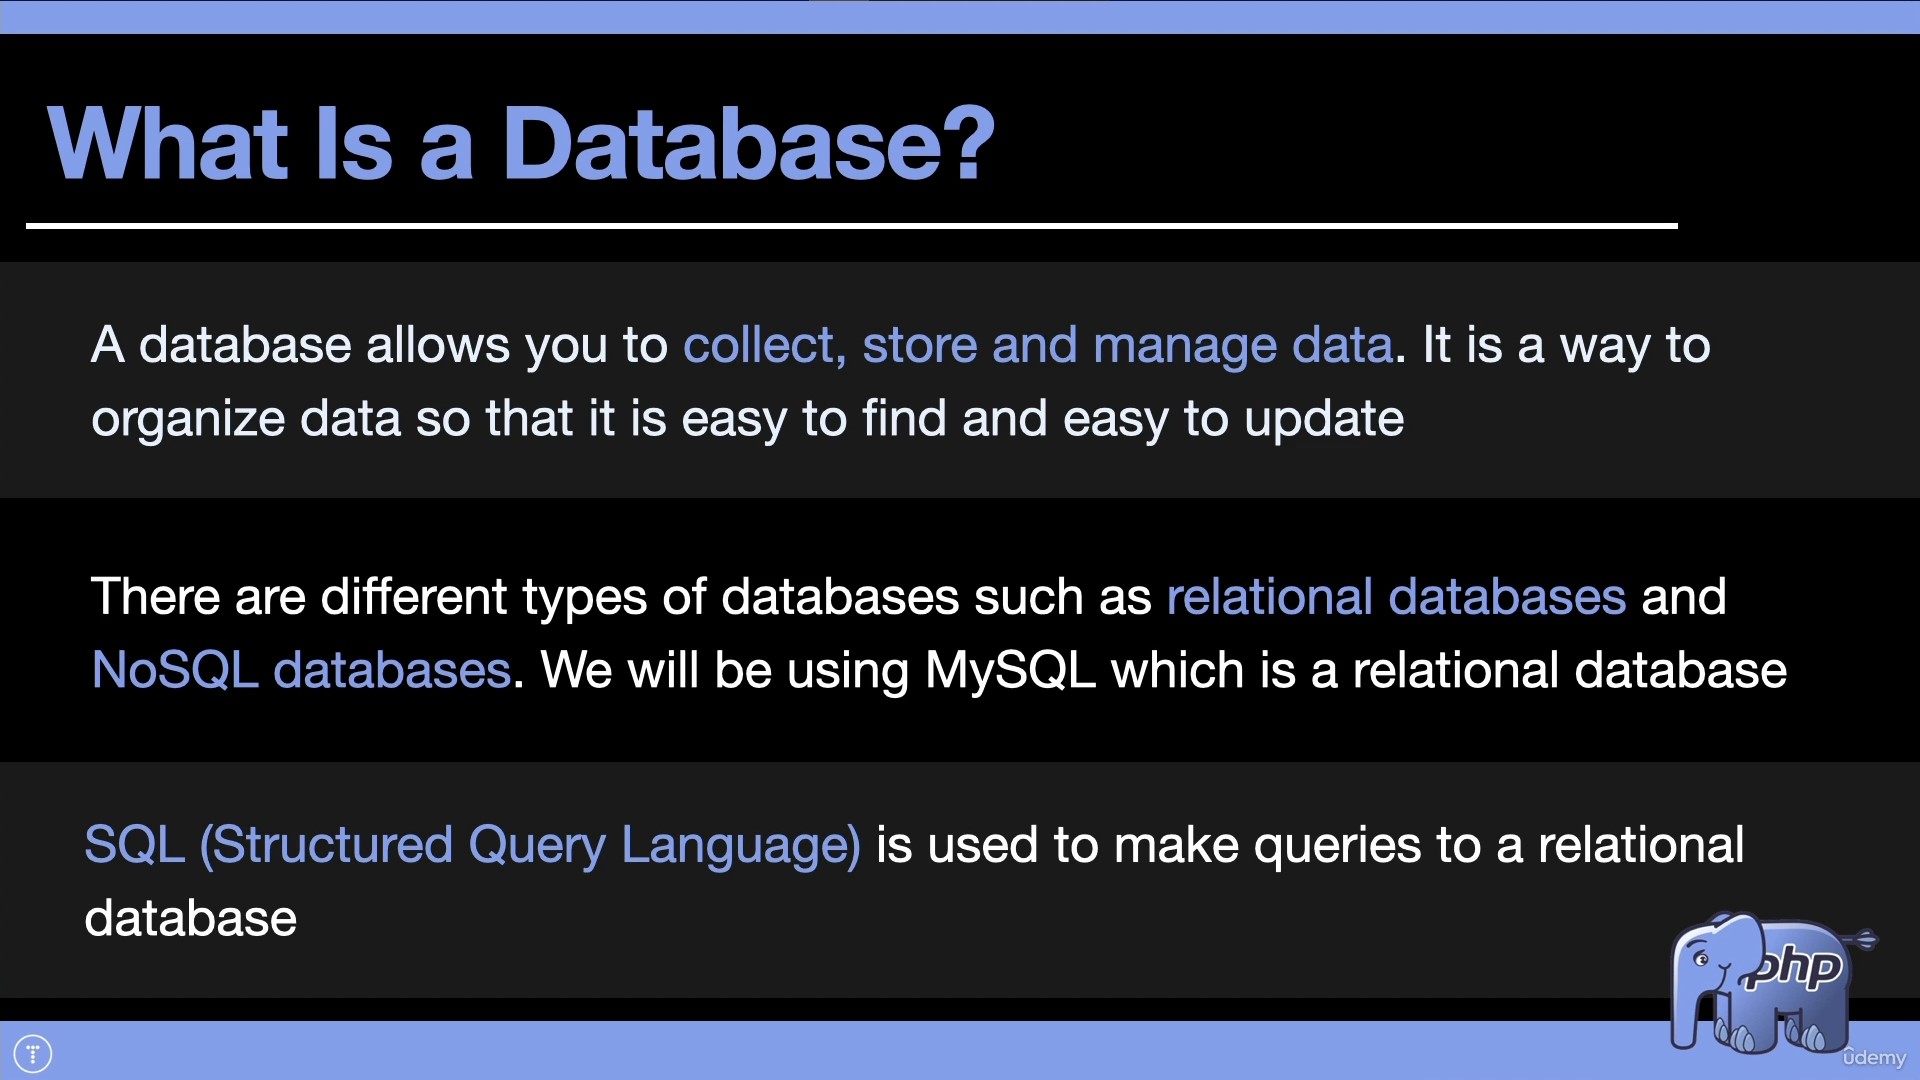 What Is a Database?
A database allows you to collect, store and manage data. It is a way to
organize data so that it is easy to find and easy to update
There are different types of databases such as relational databases and
NoSQL databases. We will be using MySQL which is a relational database
SQL (Structured Query Language) is used to make queries to a relational
database
php
T
udemy